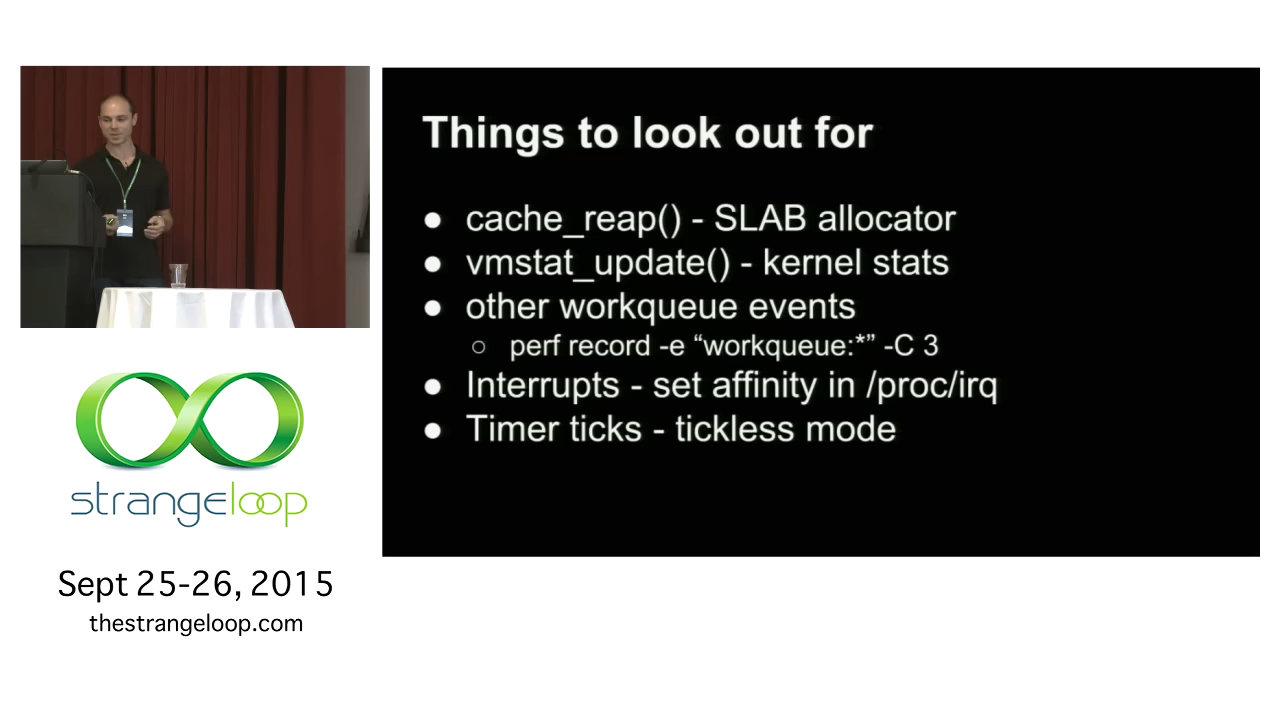 Things to look out for
● cache_reap() - SLAB allocator
● vmstat_update() - kernel stats
● other workqueue events
○ perf record -e “workqueue:*” -C 3
● Interrupts - set affinity in /proc/irq
● Timer ticks - tickless mode
strangeloop
Sept 25-26, 2015
thestrangeloop.com